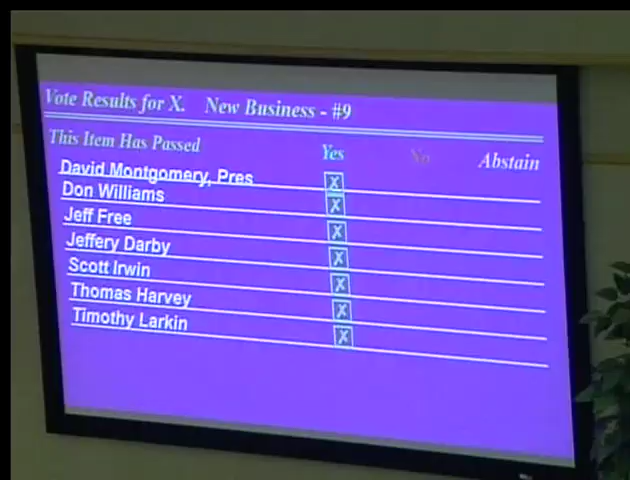 Vote Results for X. New Business - #9
This Item Has Passed Yes No Abstain
David Montgomery, Pres X
Don Williams X
Jeff Free X
Jeffery Darby X
Scott Irwin X
Thomas Harvey X
Timothy Larkin X